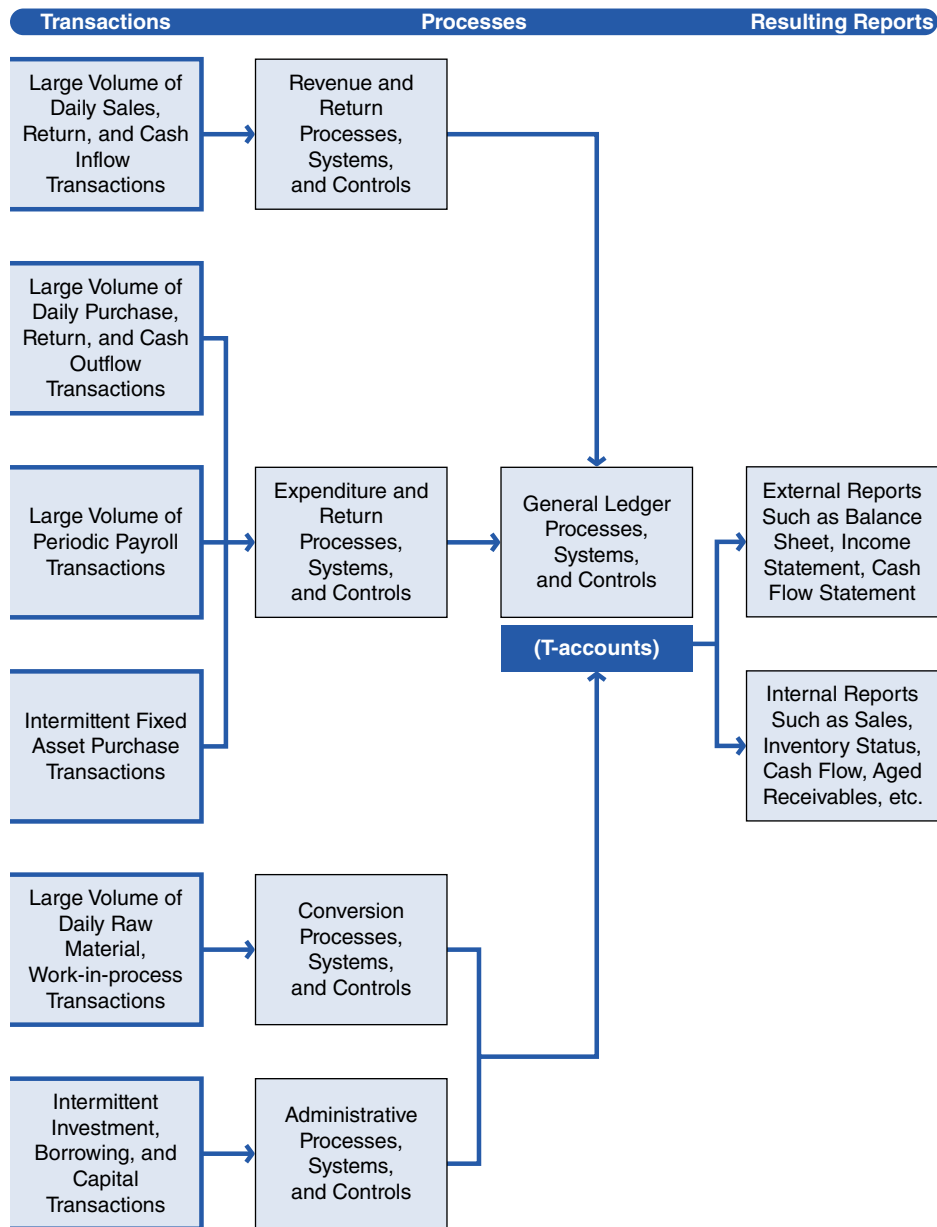 Transactions
Processes
Resulting Reports
Large Volume of
Daily Sales,
Return, and Cash
Inflow
Transactions
Revenue and
Return
Processes,
Systems,
and Controls
Large Volume of
Daily Purchase,
Return, and Cash
Outflow
Transactions
Large Volume of
Periodic Payroll
Transactions
Expenditure and
Return
Processes,
Systems,
and Controls
General Ledger
Processes,
Systems,
and Controls
(T-accounts)
External Reports
Such as Balance
Sheet, Income
Statement, Cash
Flow Statement
Intermittent Fixed
Asset Purchase
Transactions
Internal Reports
Such as Sales,
Inventory Status,
Cash Flow, Aged
Receivables, etc.
Large Volume of
Daily Raw
Material,
Work-in-process
Transactions
Conversion
Processes,
Systems,
and Controls
Intermittent
Investment,
Borrowing, and
Capital
Transactions
Administrative
Processes,
Systems,
and Controls